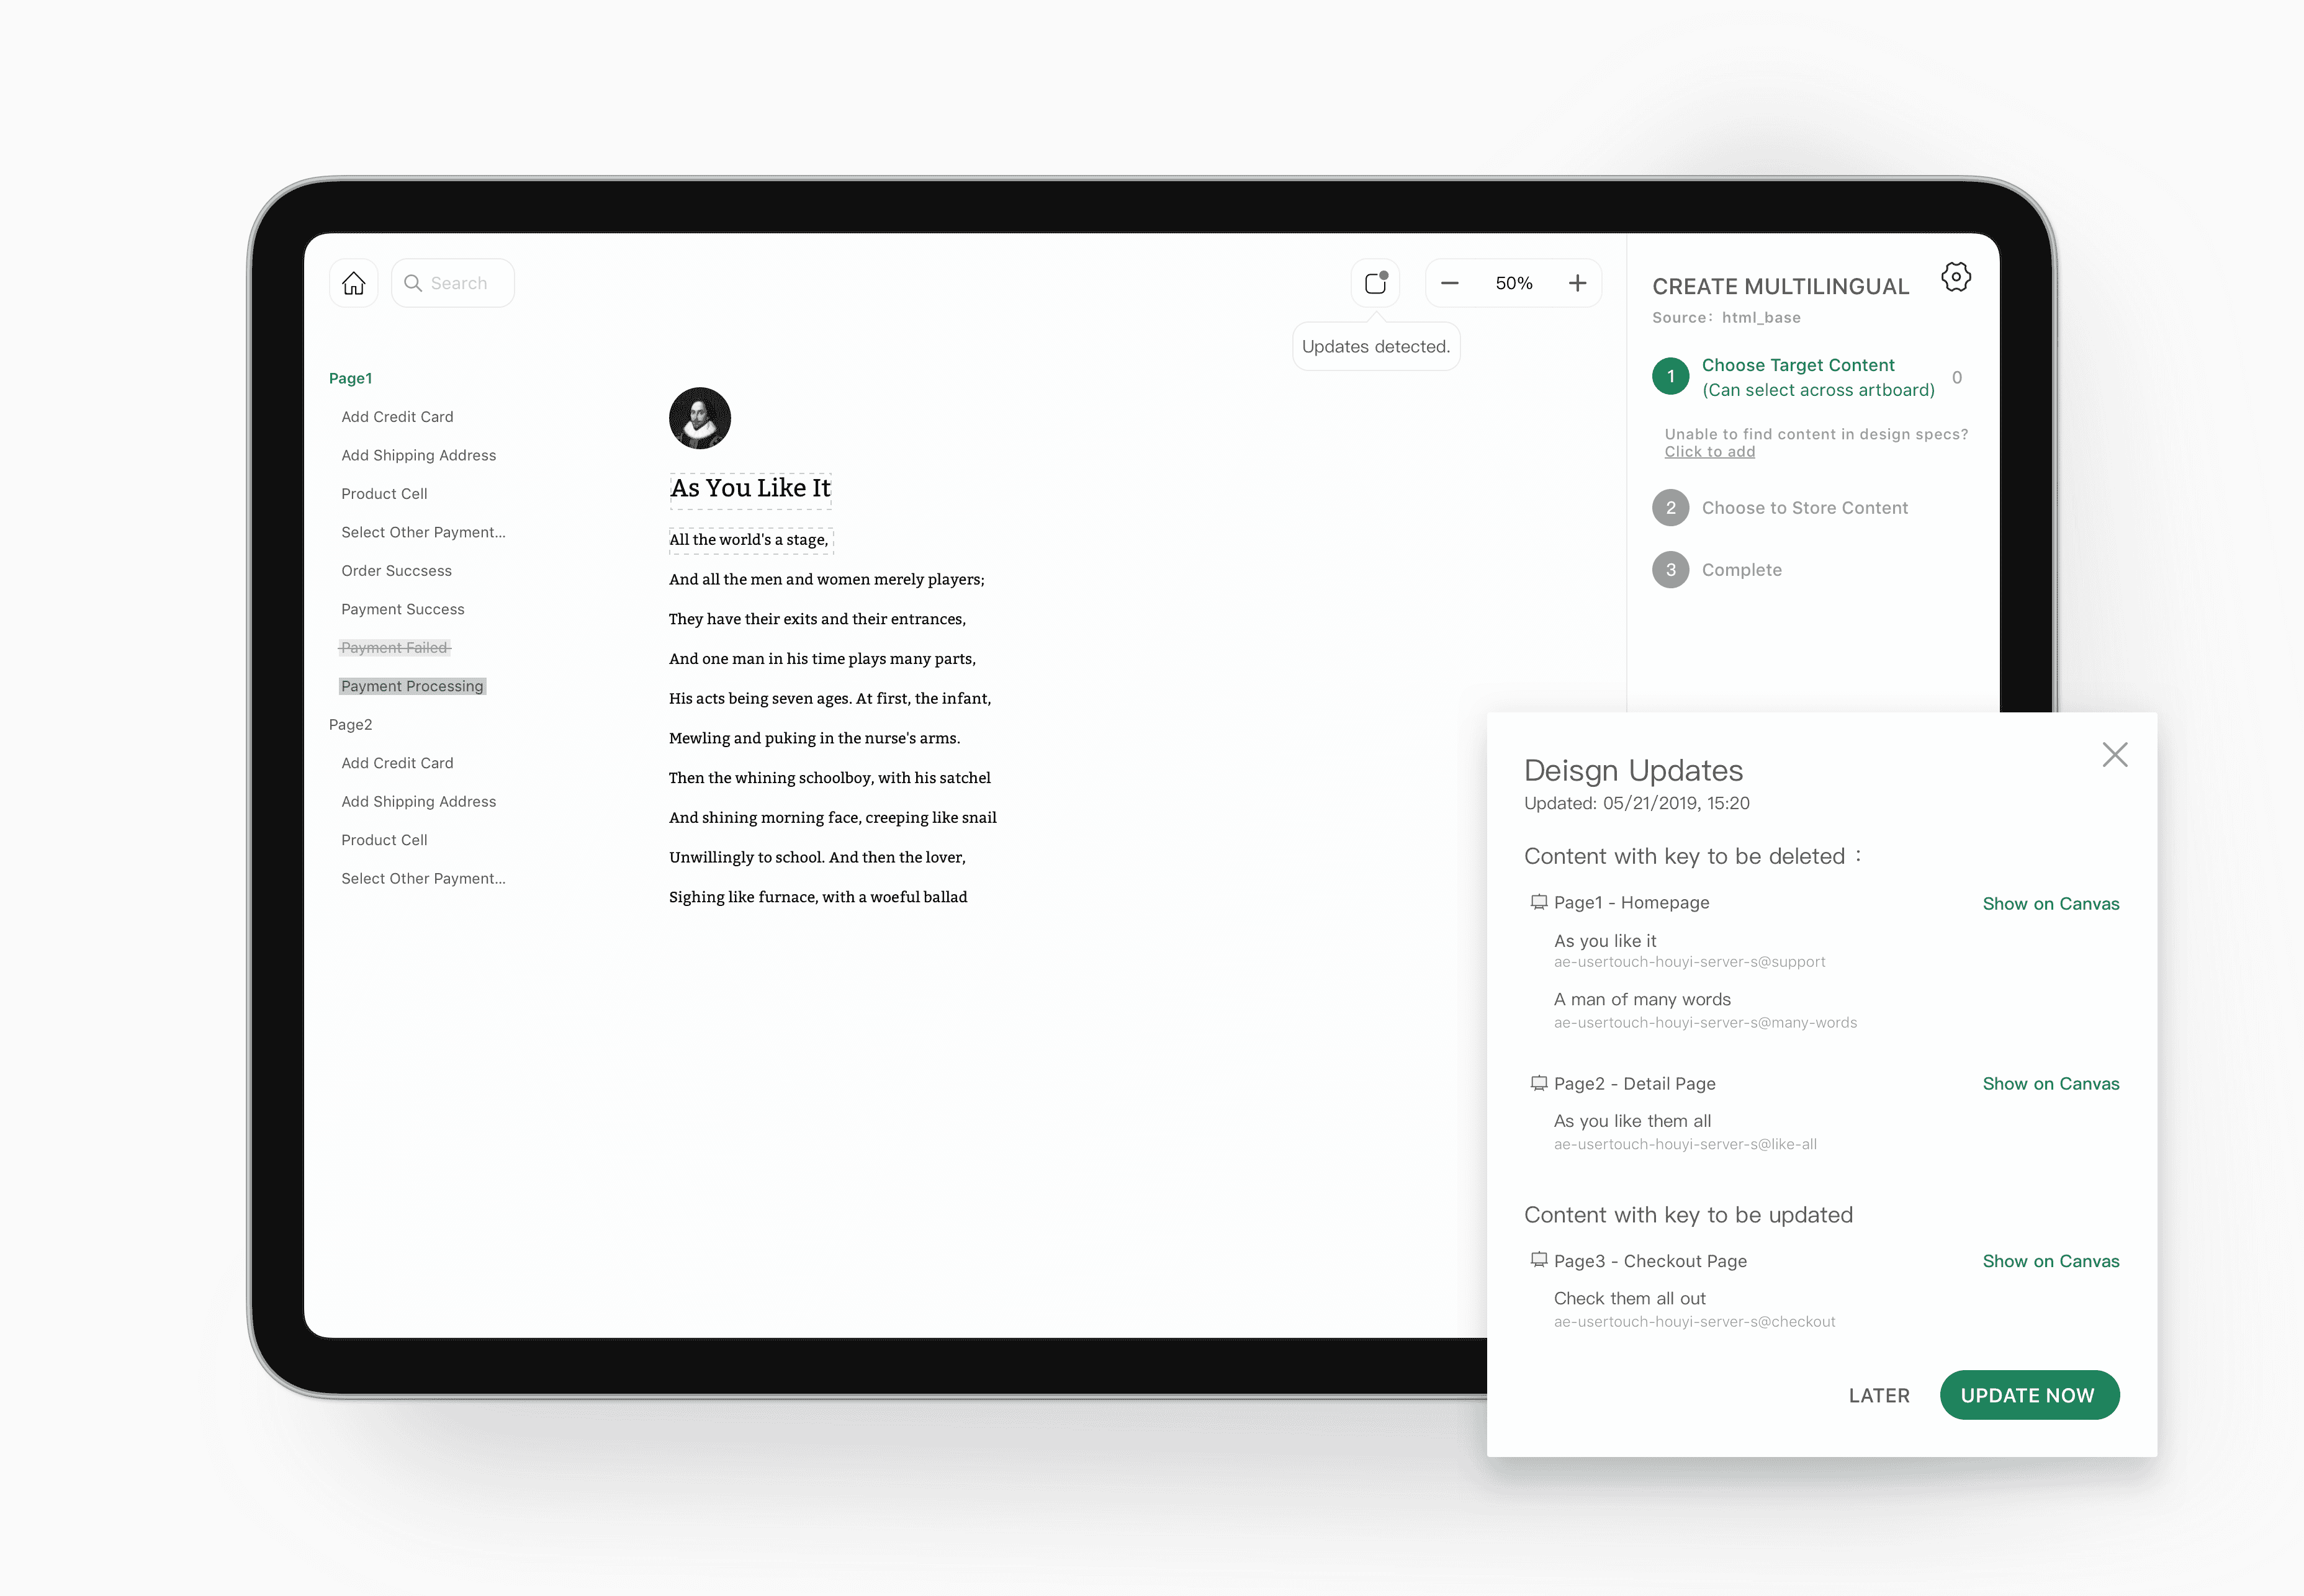 Search
50%
Updates detected.
Page1
Add Credit Card
Add Shipping Address
Product Cell
Select Other Payment...
Order Succsess
Payment Success
Payment Failed
Payment Processing
Page2
Add Credit Card
Add Shipping Address
Product Cell
Select Other Payment...
As You Like It
All the world's a stage,
And all the men and women merely players;
They have their exits and their entrances,
And one man in his time plays many parts,
His acts being seven ages. At first, the infant,
Mewling and puking in the nurse's arms.
Then the whining schoolboy, with his satchel
And shining morning face, creeping like snail
Unwillingly to school. And then the lover,
Sighing like furnace, with a woeful ballad
CREATE MULTILINGUAL
Source: html_base
1 Choose Target Content
(Can select across artboard) 0
Unable to find content in design specs?
Click to add
2 Choose to Store Content
3 Complete
Deisgn Updates
Updated: 05/21/2019, 15:20
Content with key to be deleted：
Page1 - Homepage Show on Canvas
As you like it
ae-usertouch-houyi-server-s@support
A man of many words
ae-usertouch-houyi-server-s@many-words
Page2 - Detail Page Show on Canvas
As you like them all
ae-usertouch-houyi-server-s@like-all
Content with key to be updated
Page3 - Checkout Page Show on Canvas
Check them all out
ae-usertouch-houyi-server-s@checkout
LATER UPDATE NOW